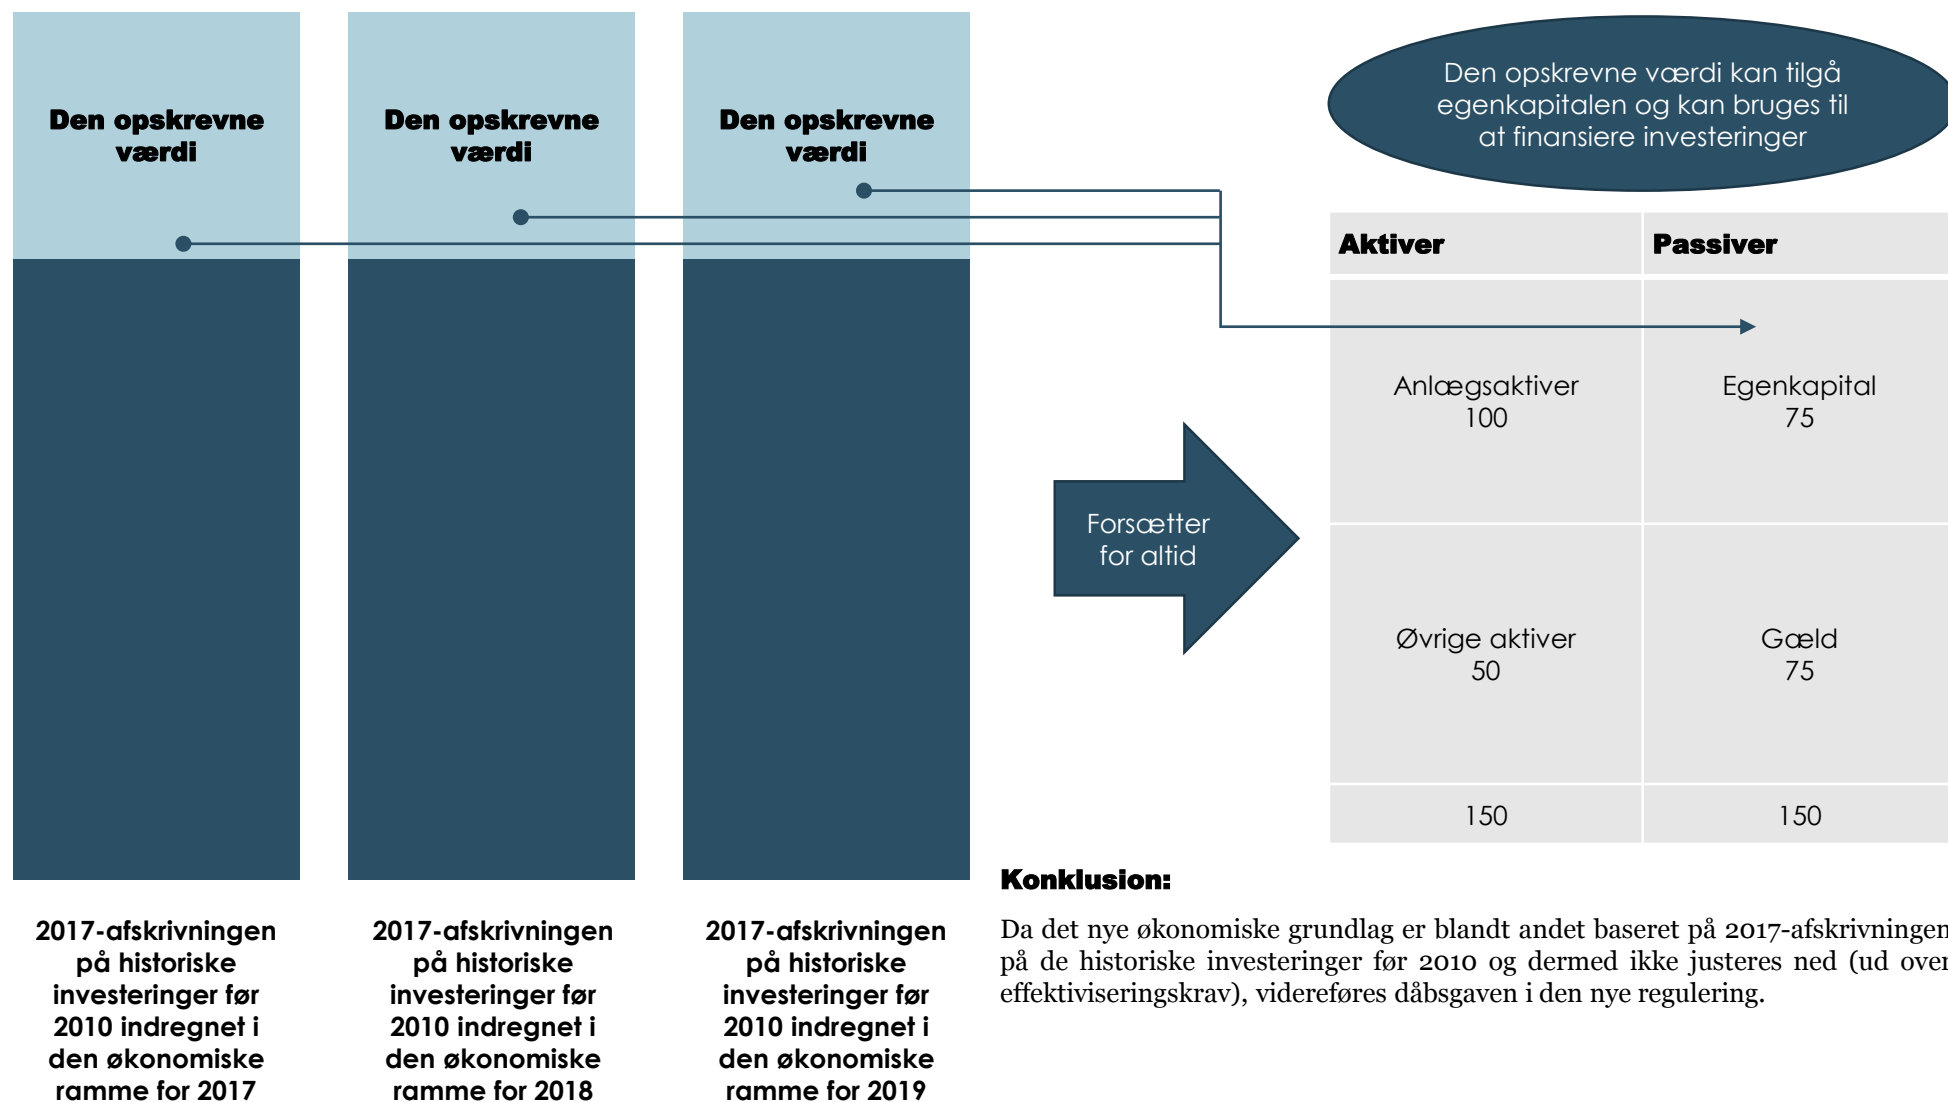 Den opskrevne
værdi
Den opskrevne
værdi
Den opskrevne
værdi
Den opskrevne værdi kan tilgå
egenkapitalen og kan bruges til
at finansiere investeringer
Aktiver
Passiver
Anlægsaktiver
100
Egenkapital
75
Forsætter
for altid
Øvrige aktiver
50
Gæld
75
150
150
2017-afskrivningen
på historiske
investeringer før
2010 indregnet i
den økonomiske
ramme for 2017
2017-afskrivningen
på historiske
investeringer før
2010 indregnet i
den økonomiske
ramme for 2018
2017-afskrivningen
på historiske
investeringer før
2010 indregnet i
den økonomiske
ramme for 2019
Konklusion:
Da det nye økonomiske grundlag er blandt andet baseret på 2017-afskrivningen
på de historiske investeringer før 2010 og dermed ikke justeres ned (ud over
effektiviseringskrav), videreføres dåbsgaven i den nye regulering.